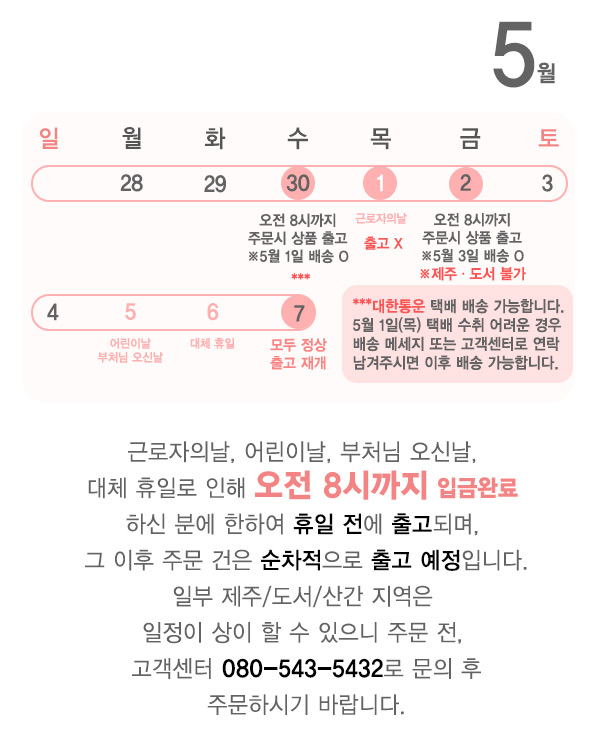 5월
일 월 화 수 목 금 토
28 29 30 1 2 3
오전 8시까지
주문시 상품 출고
※5월 1일 배송 O
***
근로자의날
출고 X
오전 8시까지
주문시 상품 출고
※5월 3일 배송 O
※제주·도서 불가
4 5 6 7
어린이날
부처님 오신날
대체 휴일
모두 정상
출고 재개
***대한통운 택배 배송 가능합니다.
5월 1일(목) 택배 수취 어려운 경우
배송 메세지 또는 고객센터로 연락
남겨주시면 이후 배송 가능합니다.
근로자의날, 어린이날, 부처님 오신날,
대체 휴일로 인해 오전 8시까지 입금완료
하신 분에 한하여 휴일 전에 출고되며,
그 이후 주문 건은 순차적으로 출고 예정입니다.
일부 제주/도서/산간 지역은
일정이 상이 할 수 있으니 주문 전,
고객센터 080-543-5432로 문의 후
주문하시기 바랍니다.